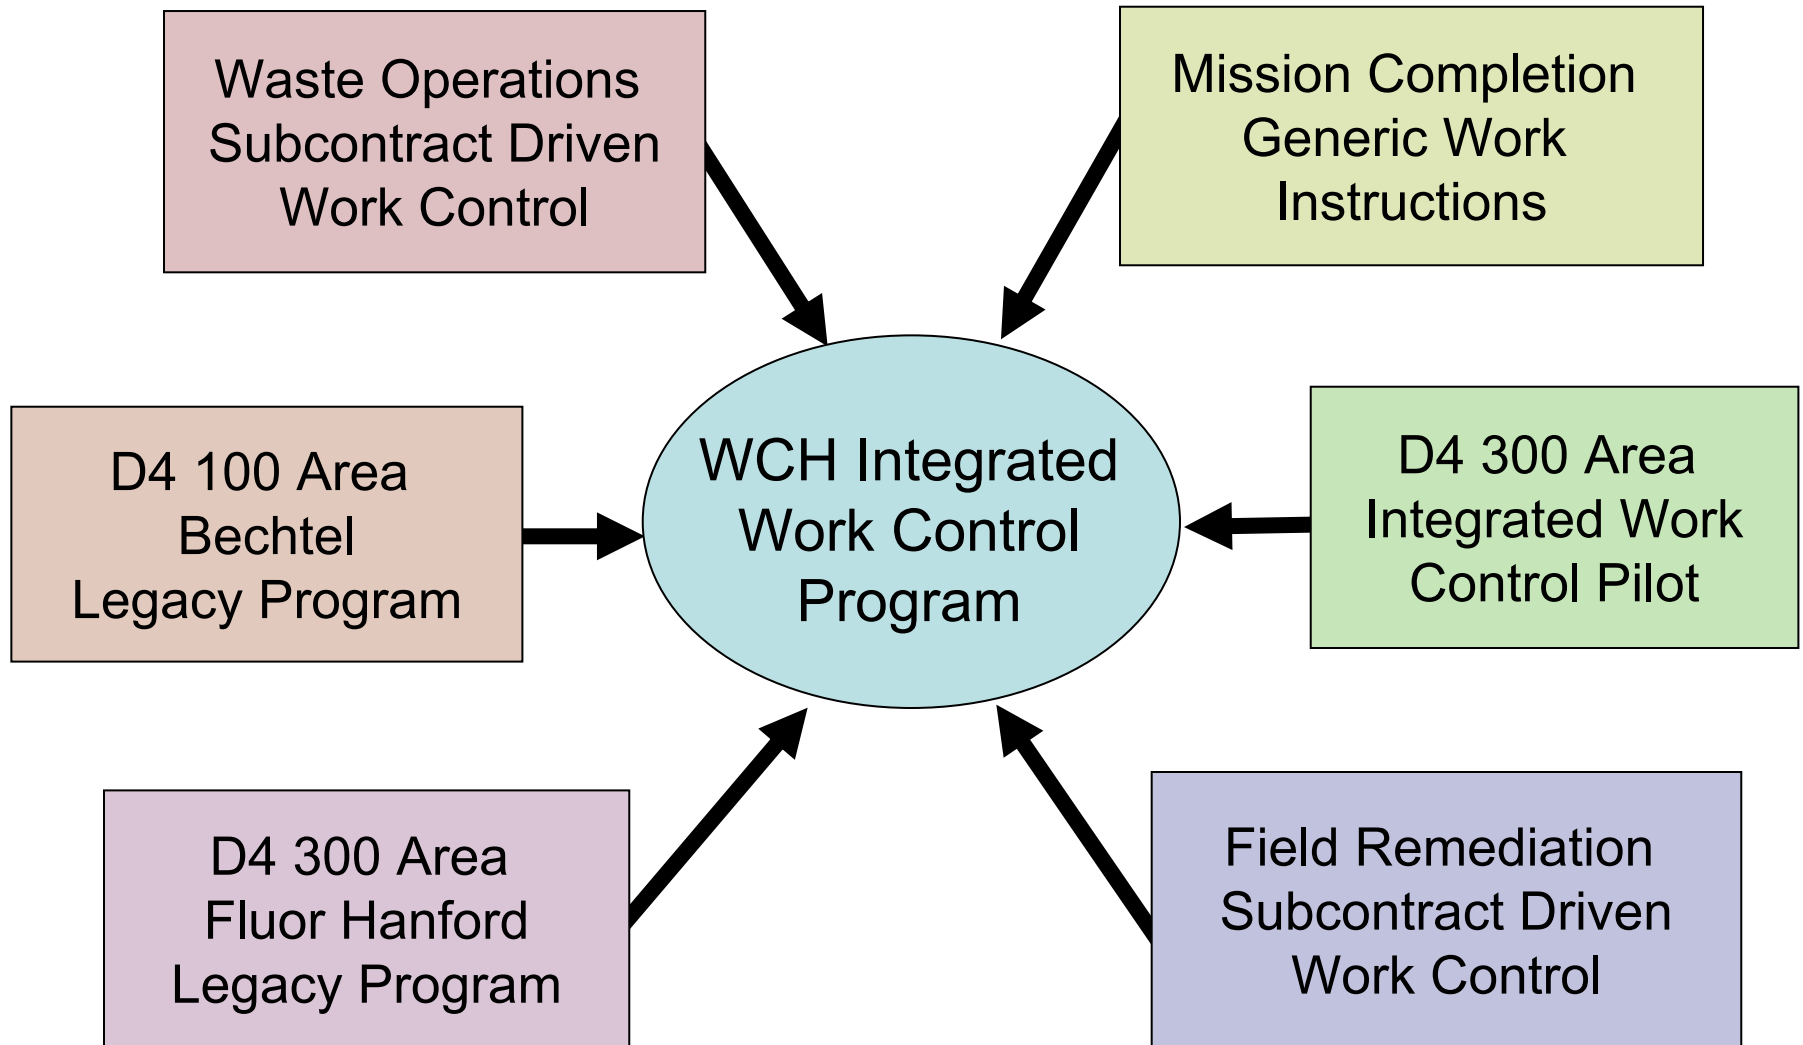 Waste Operations
Subcontract Driven
Work Control
Mission Completion
Generic Work
Instructions
D4 100 Area
Bechtel
Legacy Program
WCH Integrated
Work Control
Program
D4 300 Area
Integrated Work
Control Pilot
D4 300 Area
Fluor Hanford
Legacy Program
Field Remediation
Subcontract Driven
Work Control